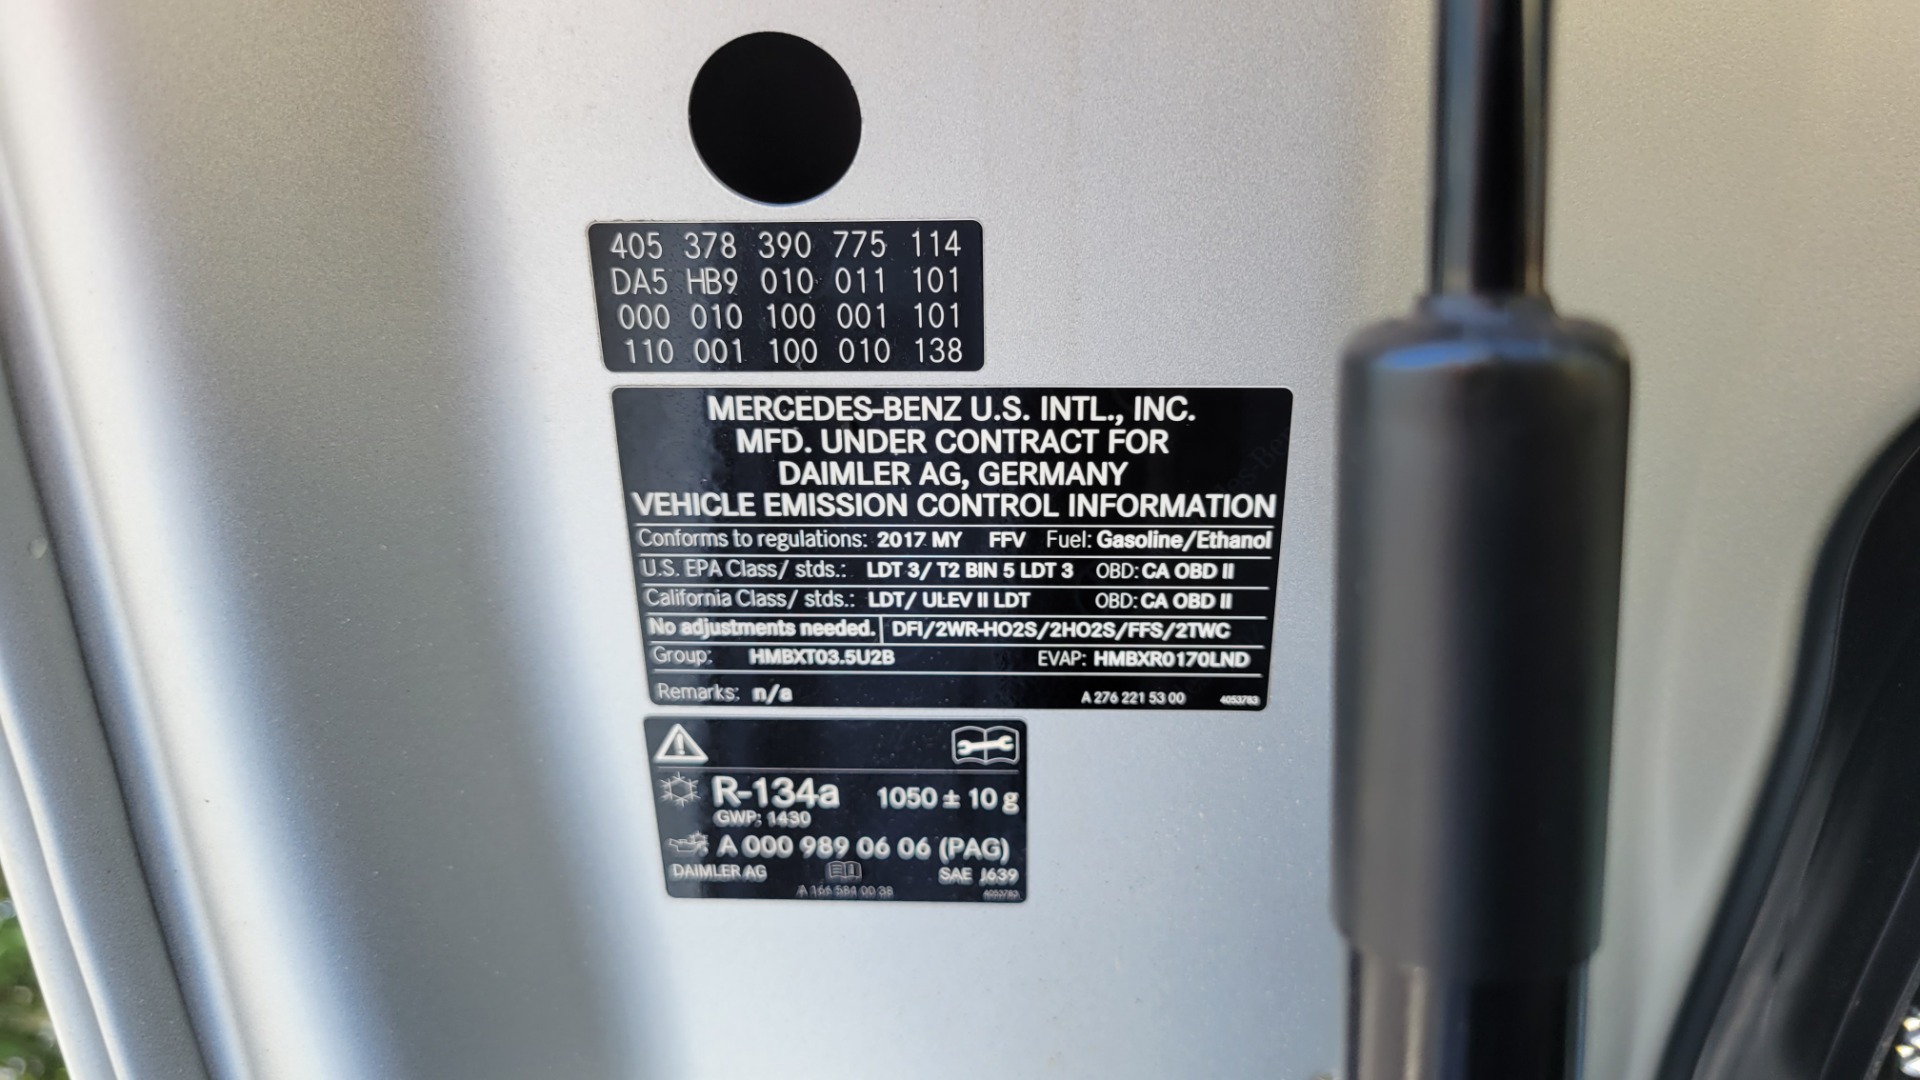 405 378 390 775 114
DA5 HB9 010 011 101
000 010 100 001 101
110 001 100 010 138
MERCEDES-BENZ U.S. INTL., INC.
MFD. UNDER CONTRACT FOR
DAIMLER AG, GERMANY
VEHICLE EMISSION CONTROL INFORMATION
Conforms to regulations: 2017 MY FFV Fuel: Gasoline/Ethanol
U.S. EPA Class/ stds.: LDT 3/ T2 BIN 5 LDT 3 OBD: CA OBD II
California Class/ stds.: LDT/ ULEV II LDT OBD: CA OBD II
No adjustments needed. DFI/2WR-HO2S/2HO2S/FFS/2TWC
Group: HMBXT03.5U2B EVAP: HMBXR0170LND
Remarks: n/a A 276 221 53 00 4053783
R-134a 1050 ± 10 g
GWP: 1430
A 000 989 06 06 (PAG)
DAIMLER AG SAE J639
A 166 584 00 38 4053783